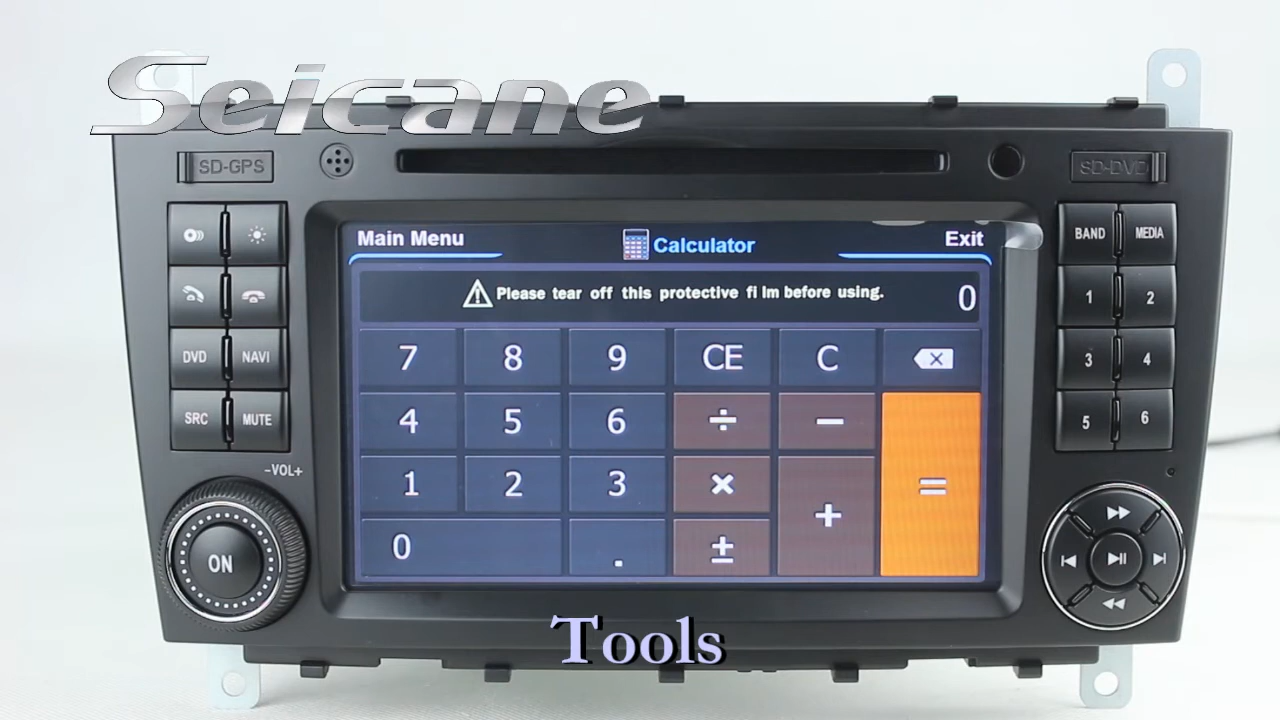 Seicane
SD-GPS
SD-DVD
Main Menu
Calculator
Exit
Please tear off this protective film before using.
0
7 8 9 CE C
4 5 6 ÷ −
1 2 3 × + =
0 . ±
DVD NAVI
SRC MUTE
−VOL+
ON
BAND MEDIA
1 2
3 4
5 6
Tools